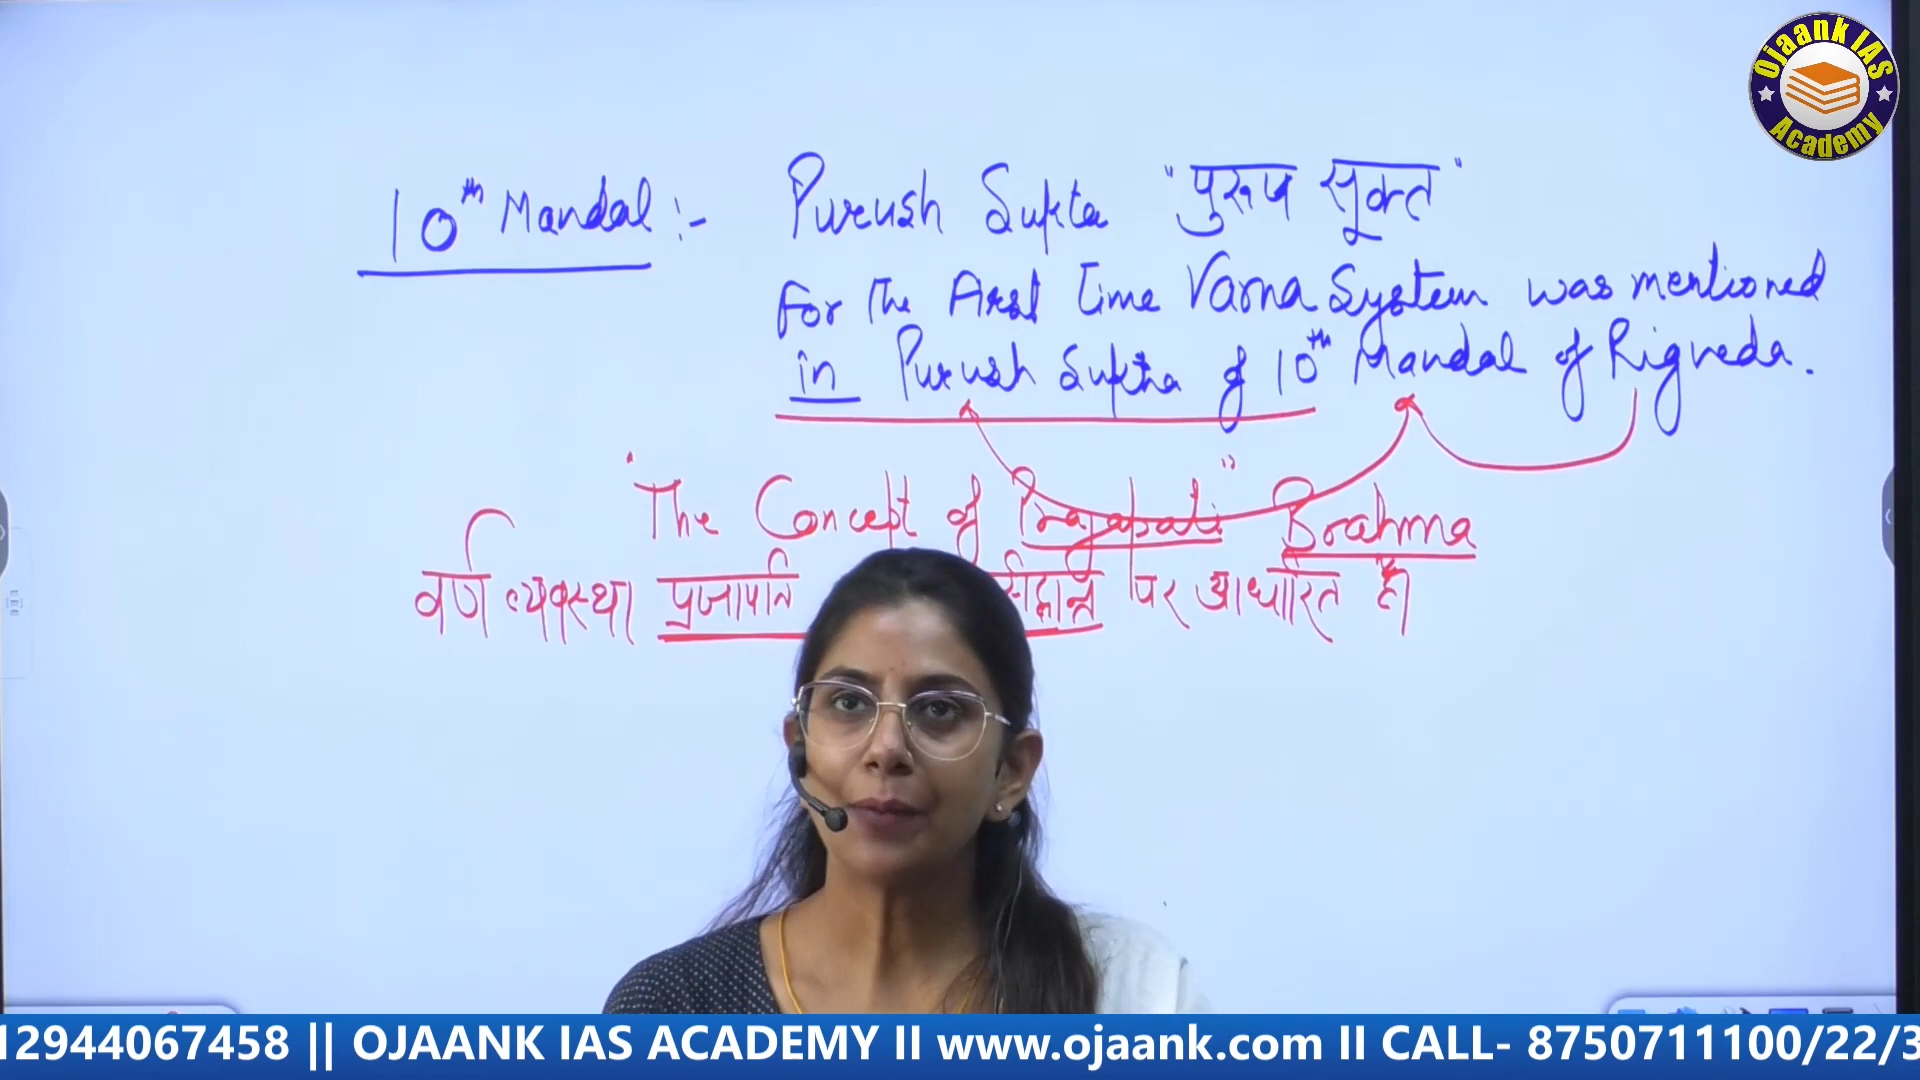 Ojaank IAS
Academy
10th Mandal :- Purush Sukta "पुरुष सूक्त"
For the First Time Varna System was mentioned
in Purush Suktha of 10th Mandal of Rigveda.
"The Concept of Prajapati" Brahma
वर्ण व्यवस्था प्रजापति सिद्धान्त पर आधारित है।
12944067458 || OJAANK IAS ACADEMY II www.ojaank.com II CALL- 8750711100/22/3